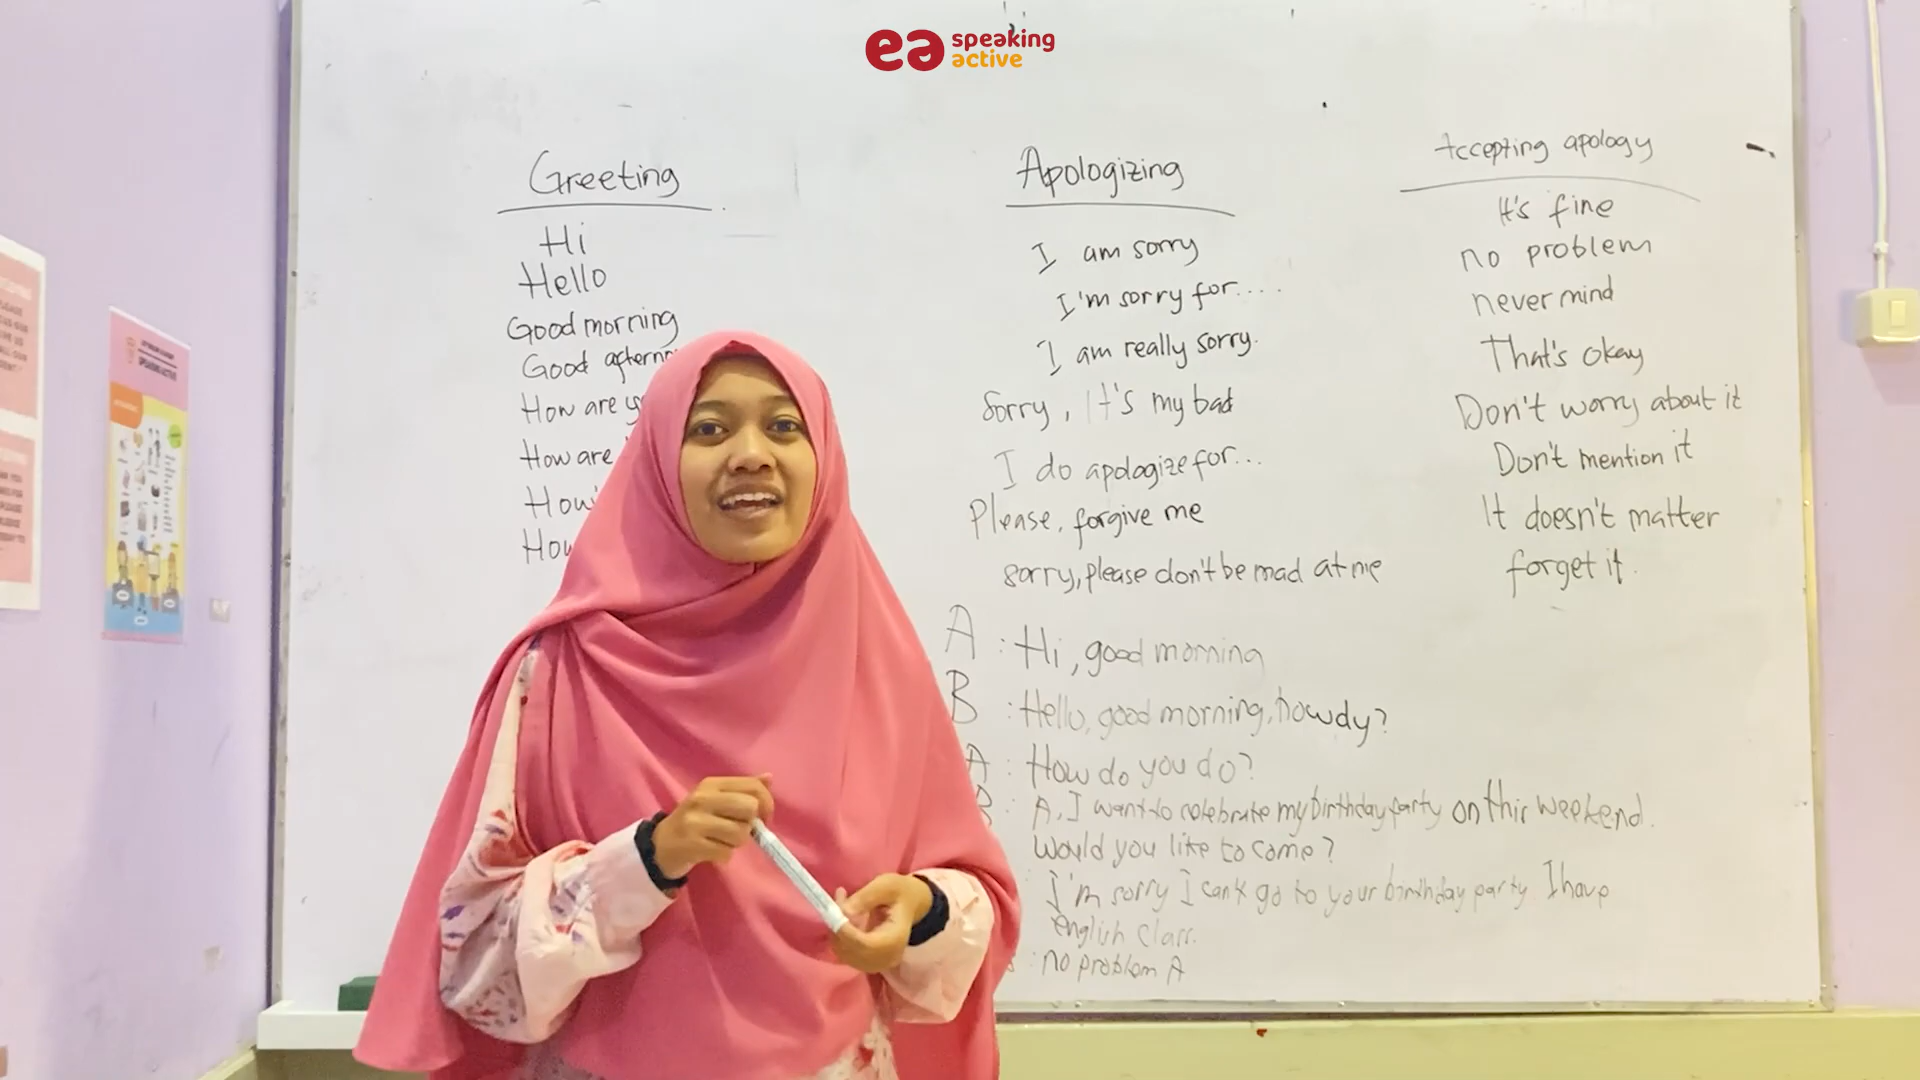 speaking
active
Greeting
Hi
Hello
Good morning
Good
How are
How are
How
Apologizing
I am sorry
I'm sorry for....
I am really sorry.
Sorry, It's my bad
I do apologize for...
Please, forgive me
sorry, please don't be mad at me
Accepting apology
It's fine
no problem
never mind
That's okay
Don't worry about it
Don't mention it
It doesn't matter
forget it.
A : Hi, good morning
B : Hello, good morning, howdy?
A : How do you do?
B : A, I want to celebrate my birthday party on this weekend.
Would you like to come?
I'm sorry I can't go to your birthday party I have
English class.
: no problem A
SPEAKING ACTIVE